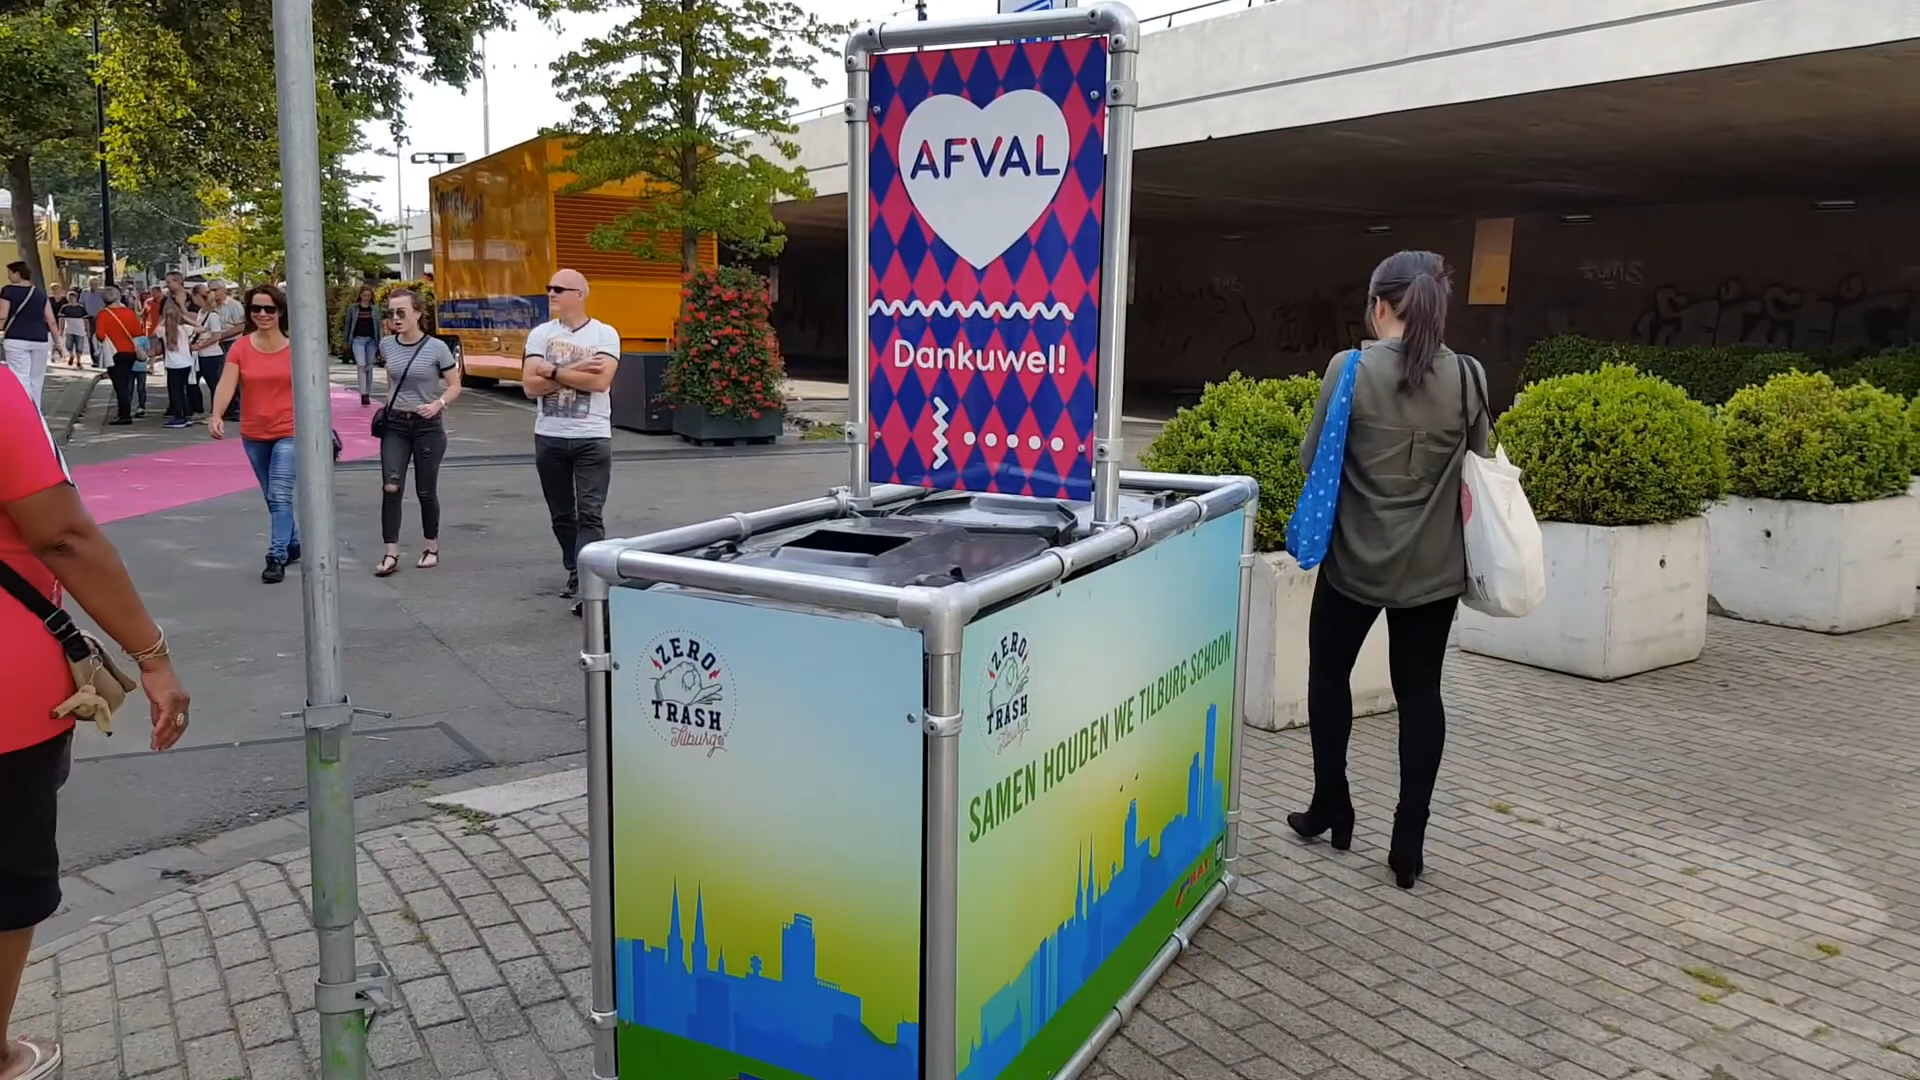 AFVAL
Dankuwel!
ZERO
TRASH
Tilburg
ZERO
TRASH
Tilburg
SAMEN HOUDEN WE TILBURG SCHOON